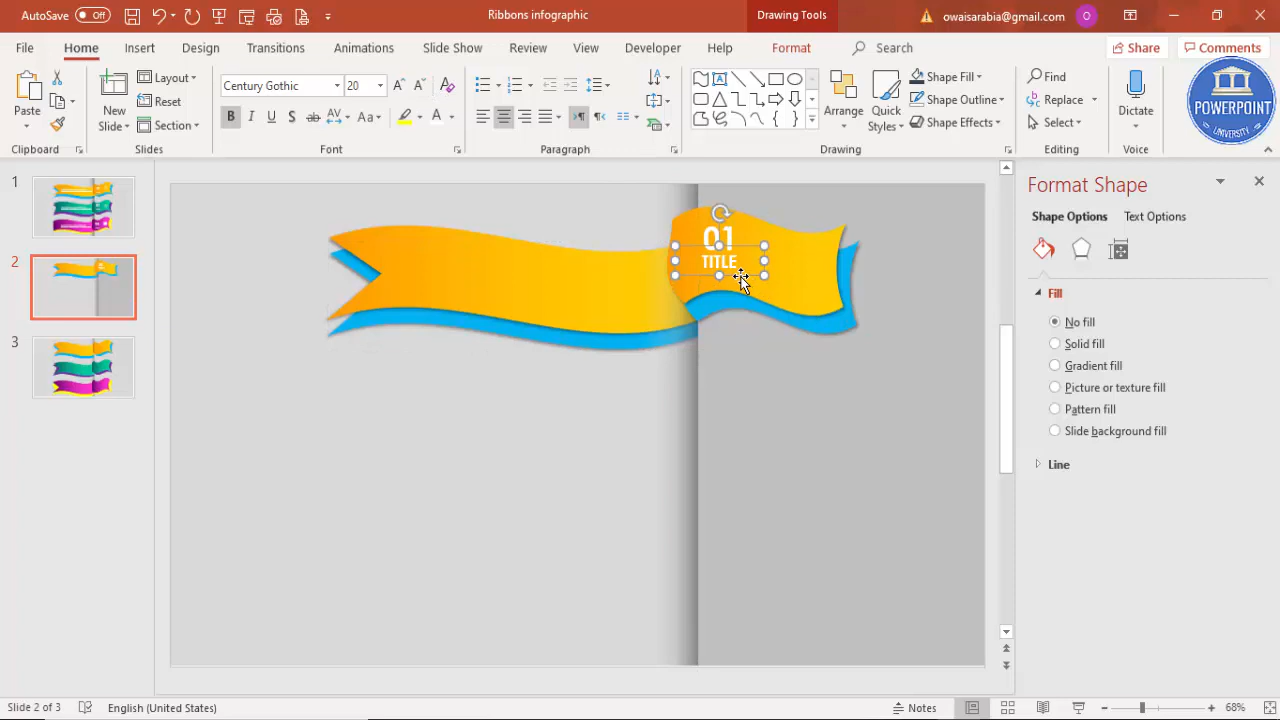 AutoSave Off
Ribbons infographic
Drawing Tools
owaisarabia@gmail.com
O
File Home Insert Design Transitions Animations Slide Show Review View Developer Help Format Search
Share Comments
Paste
New
Slide
Layout
Reset
Section
Century Gothic 20
B I U S ab AV Aa A
Arrange
Quick
Styles
Shape Fill
Shape Outline
Shape Effects
Find
Replace
Select
Dictate
POWERPOINT
UNIVERSITY
Clipboard Slides Font Paragraph Drawing Editing Voice
1
2
3
01
TITLE
Format Shape
Shape Options Text Options
Fill
No fill
Solid fill
Gradient fill
Picture or texture fill
Pattern fill
Slide background fill
Line
Slide 2 of 3 English (United States) Notes 68%